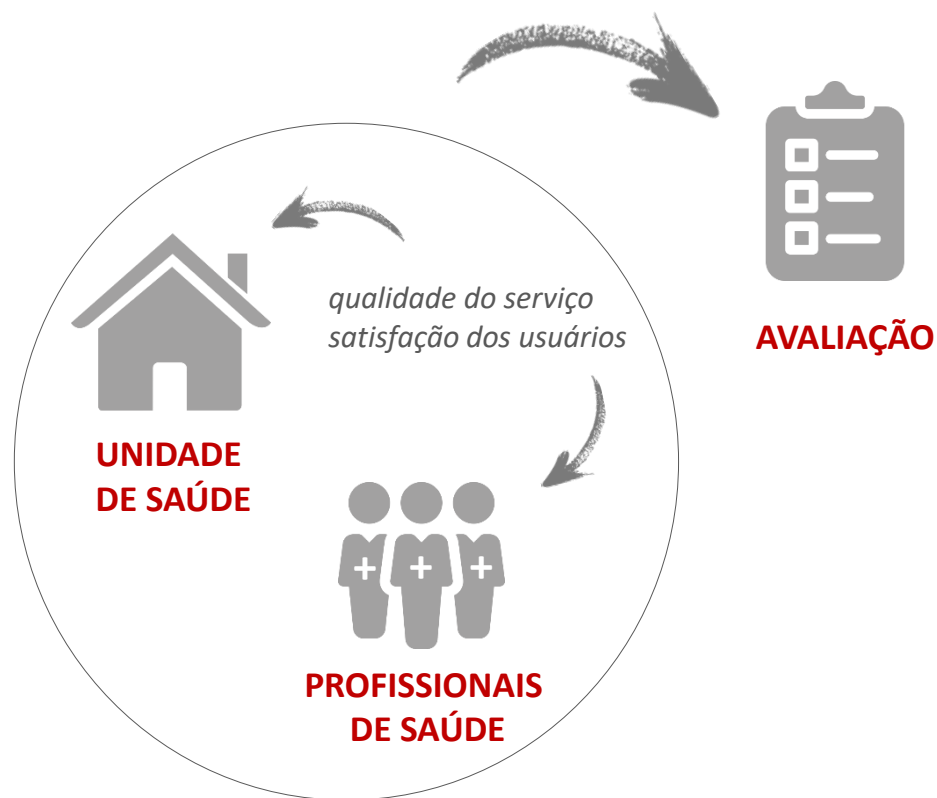 qualidade do serviço
satisfação dos usuários
AVALIAÇÃO
UNIDADE
DE SAÚDE
PROFISSIONAIS
DE SAÚDE